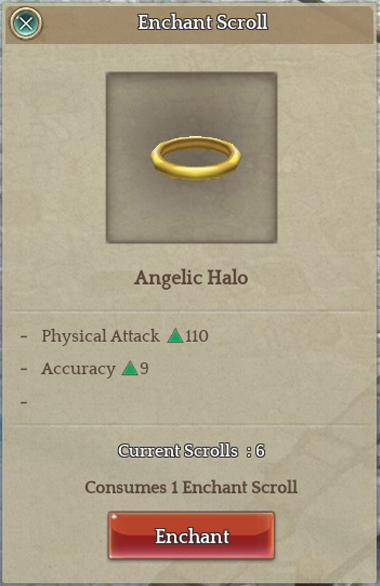 Enchant Scroll
Angelic Halo
- Physical Attack ▲110
- Accuracy ▲9
-
Current Scrolls : 6
Consumes 1 Enchant Scroll
Enchant